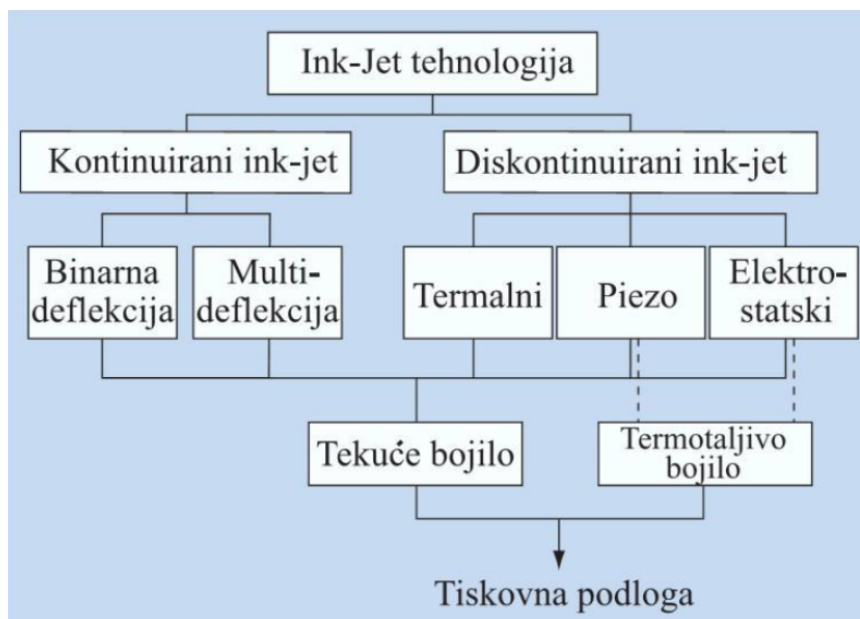 Ink-Jet tehnologija
Kontinuirani ink-jet
Diskontinuirani ink-jet
Binarna
deflekcija
Multi-
deflekcija
Termalni
Piezo
Elektro-
statski
Tekuće bojilo
Termotaljivo
bojilo
Tiskovna podloga